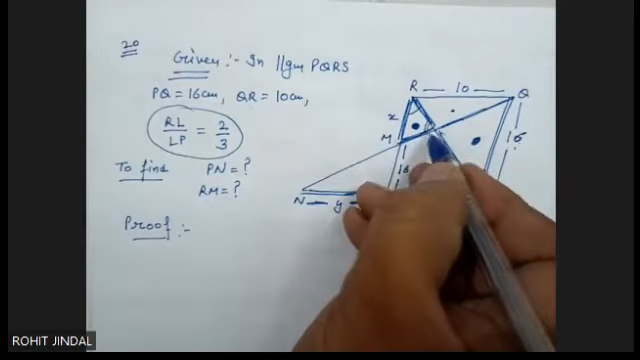 20
Given :- In ||gm PQRS
PQ = 16cm, QR = 10cm,
RL/LP = 2/3
To find PN = ?
RM = ?
Proof :-
R 10 Q
x
M
16
16
N y
ROHIT JINDAL